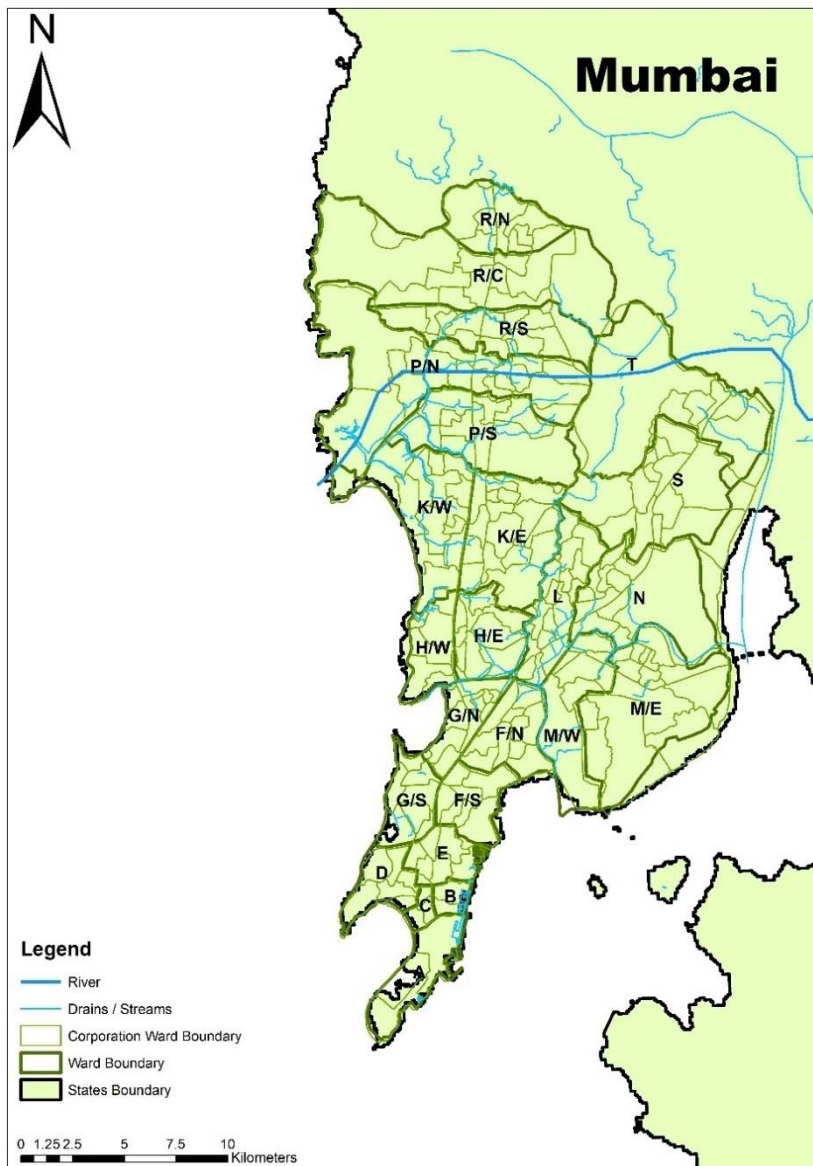 N
Mumbai
R/N
R/C
R/S
P/N
T
P/S
S
K/W
K/E
L
N
H/W
H/E
G/N
F/N
M/W
M/E
G/S
F/S
E
D
B
C
A
Legend
River
Drains / Streams
Corporation Ward Boundary
Ward Boundary
States Boundary
0 1.25 2.5 5 7.5 10
Kilometers